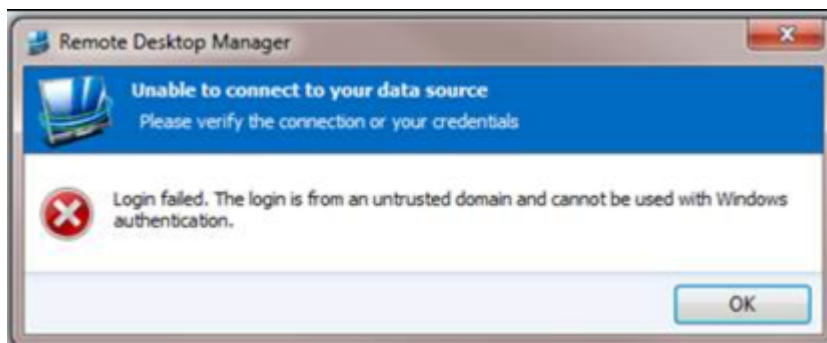 Remote Desktop Manager
Unable to connect to your data source
Please verify the connection or your credentials
Login failed. The login is from an untrusted domain and cannot be used with Windows
authentication.
OK